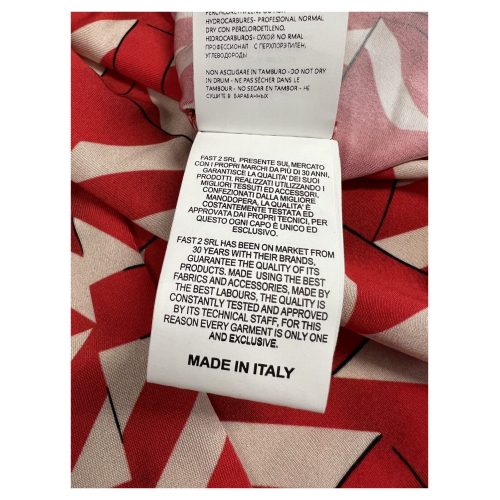 HYDROCARBURES- PROFESIONAL NORMAL
DRY CON PERCLOROETILENO.
HIDROCARBUROS- СУХОЙ NO RMAL
ПРОФЕССИОНАЛ С ПЕРХЛОРЭТИЛЕН,
УГЛЕВОДОРОДЫ
NON ASCIUGARE IN TAMBURO -DO NOT DRY
IN DRUM - NE PAS SÉCHER DANS LE
TAMBOUR - NO SECAR EN TAMBOR - НЕ
СУШИТЕ В БАРАБАННЫХ
FAST 2 SRL PRESENTE SUL MERCATO
CON I PROPRI MARCHI DA PIÙ DI 30 ANNI,
GARANTISCE LA QUALITA' DEI SUOI
PRODOTTI. REALIZZATI UTILIZZANDO I
MIGLIORI TESSUTI ED ACCESSORI.
CONFEZIONATI DALLA MIGLIORE
MANODOPERA, LA QUALITA' È
COSTANTEMENTE TESTATA ED
APPROVATA DAI PROPRI TECNICI, PER
QUESTO OGNI CAPO È UNICO ED
ESCLUSIVO.
FAST 2 SRL HAS BEEN ON MARKET FROM
30 YEARS WITH THEIR BRANDS,
GUARANTEE THE QUALITY OF ITS
PRODUCTS. MADE USING THE BEST
FABRICS AND ACCESSORIES, MADE BY
THE BEST LABOURS, THE QUALITY IS
CONSTANTLY TESTED AND APPROVED
BY ITS TECHNICAL STAFF, FOR THIS
REASON EVERY GARMENT IS ONLY ONE
AND EXCLUSIVE.
MADE IN ITALY